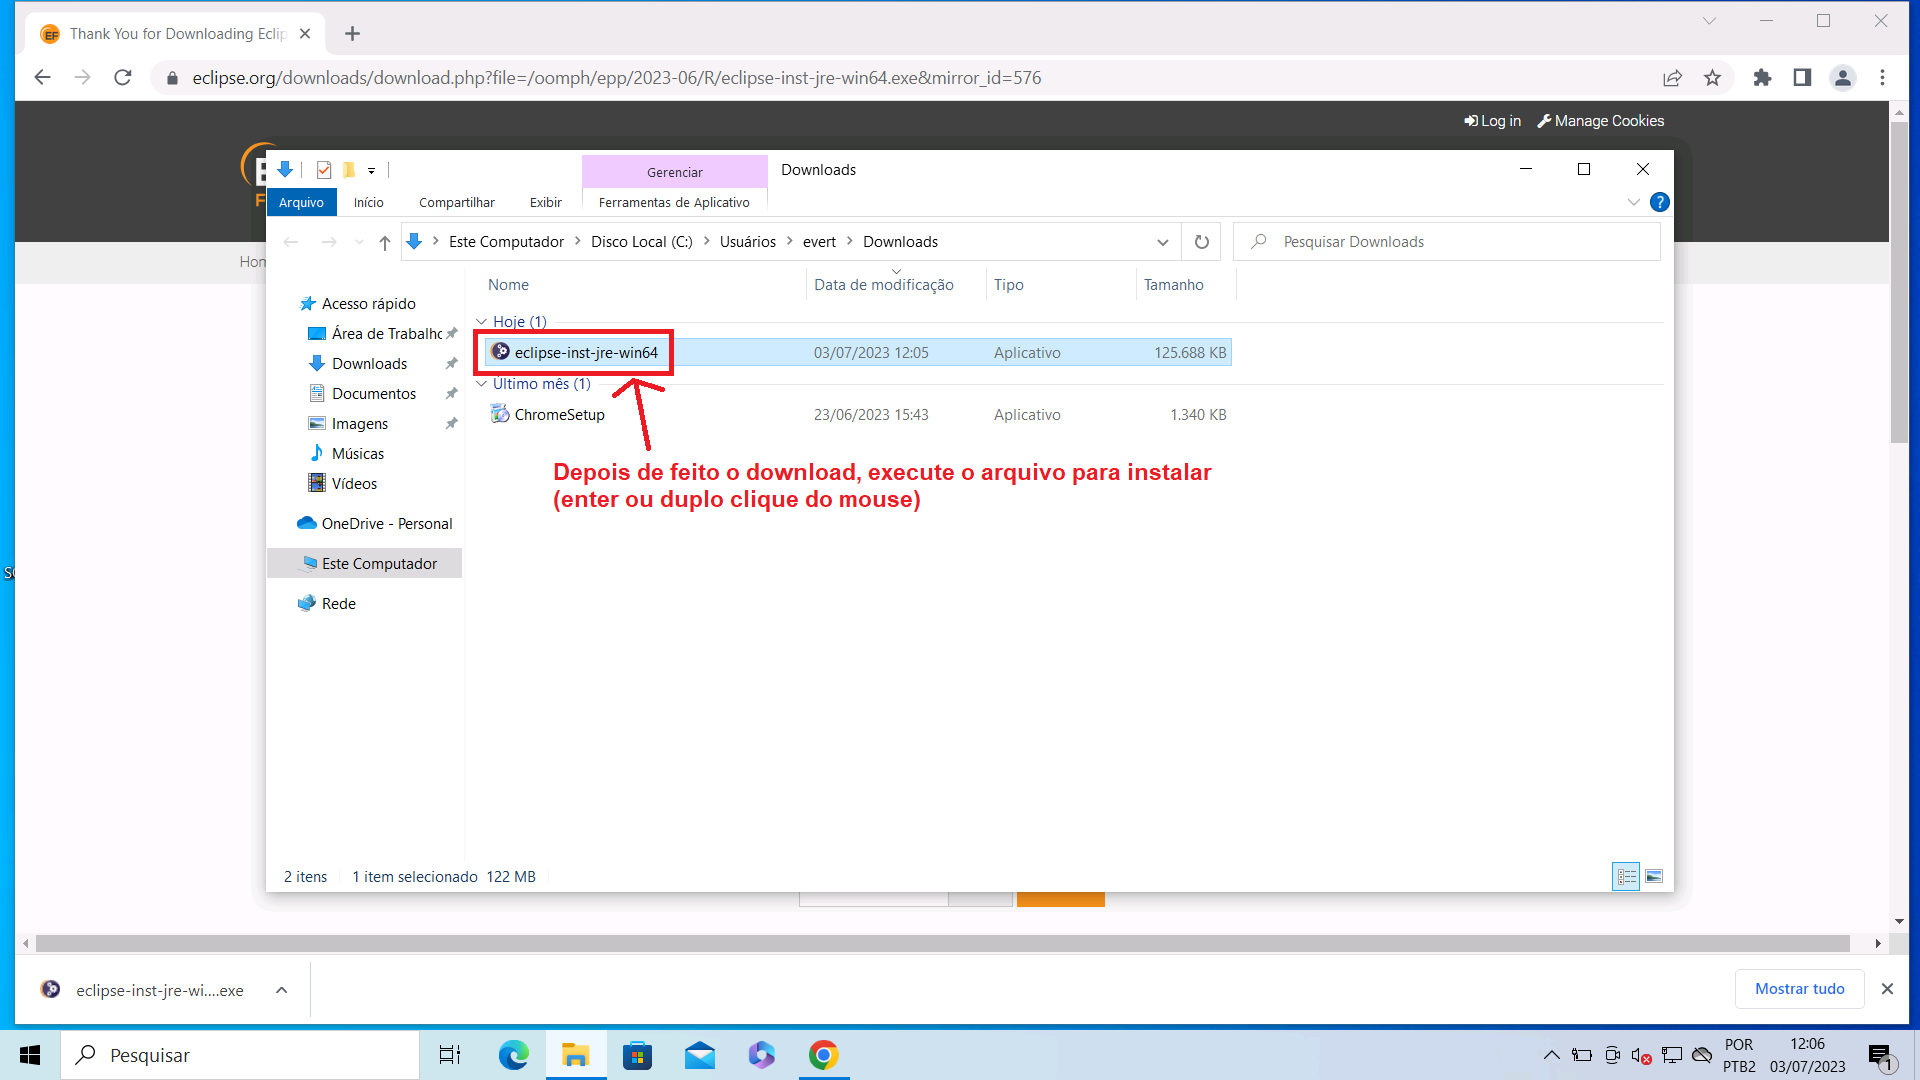 Thank You for Downloading Eclip
eclipse.org/downloads/download.php?file=/oomph/epp/2023-06/R/eclipse-inst-jre-win64.exe&mirror_id=576
Log in Manage Cookies
Gerenciar Downloads
Arquivo Início Compartilhar Exibir Ferramentas de Aplicativo
Este Computador > Disco Local (C:) > Usuários > evert > Downloads
Pesquisar Downloads
Hom
Nome Data de modificação Tipo Tamanho
Acesso rápido
Área de Trabalho
Downloads
Documentos
Imagens
Músicas
Vídeos
OneDrive - Personal
Este Computador
Rede
Hoje (1)
eclipse-inst-jre-win64 03/07/2023 12:05 Aplicativo 125.688 KB
Último mês (1)
ChromeSetup 23/06/2023 15:43 Aplicativo 1.340 KB
Depois de feito o download, execute o arquivo para instalar
(enter ou duplo clique do mouse)
2 itens 1 item selecionado 122 MB
eclipse-inst-jre-wi....exe
Mostrar tudo
Pesquisar
POR
PTB2
12:06
03/07/2023
1